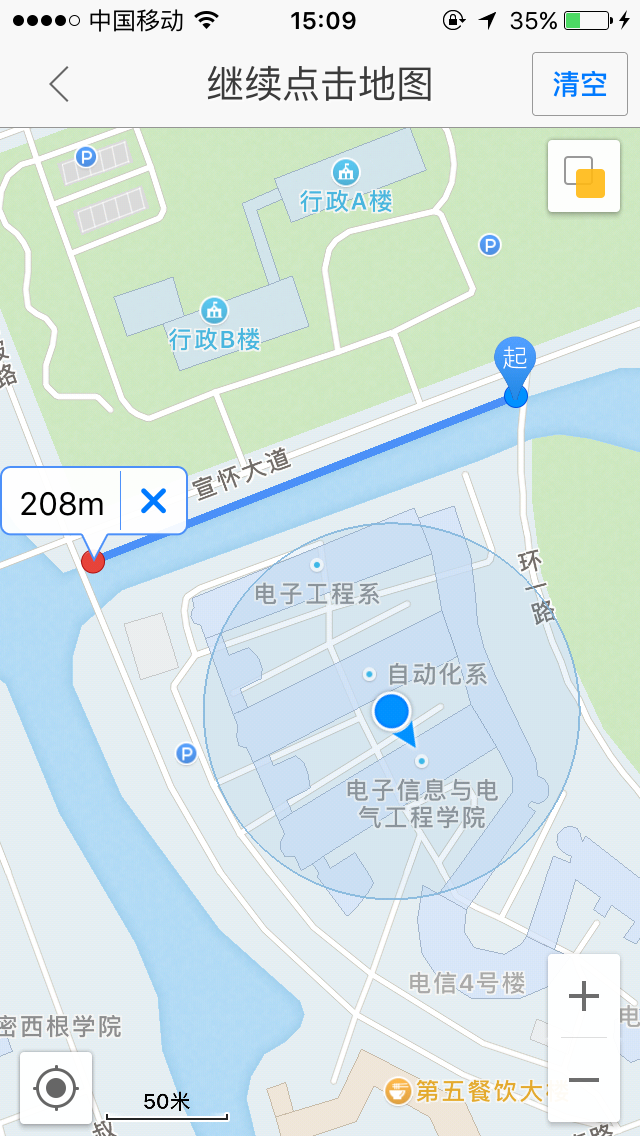 中国移动 15:09 35%
继续点击地图 清空
P
行政A楼
P
行政B楼
起
路
宣怀大道
208m
环一路
电子工程系
自动化系
P
电子信息与电
气工程学院
电信4号楼
密西根学院
电
50米
第五餐饮大
路